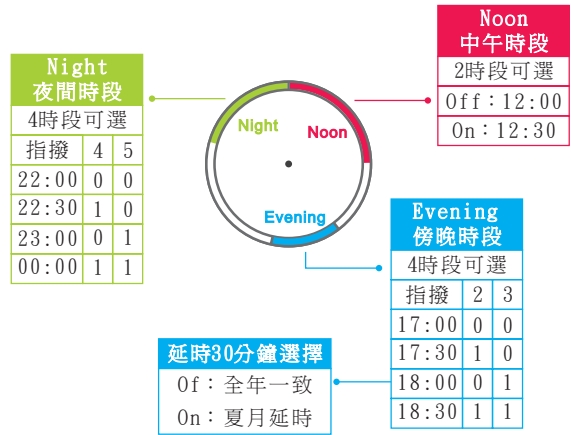 Noon
中午時段
2時段可選
Off：12:00
On：12:30
Night
夜間時段
4時段可選
指撥 4 5
22:00 0 0
22:30 1 0
23:00 0 1
00:00 1 1
Night
Noon
Evening
Evening
傍晚時段
4時段可選
指撥 2 3
17:00 0 0
17:30 1 0
18:00 0 1
18:30 1 1
延時30分鐘選擇
Of：全年一致
On：夏月延時